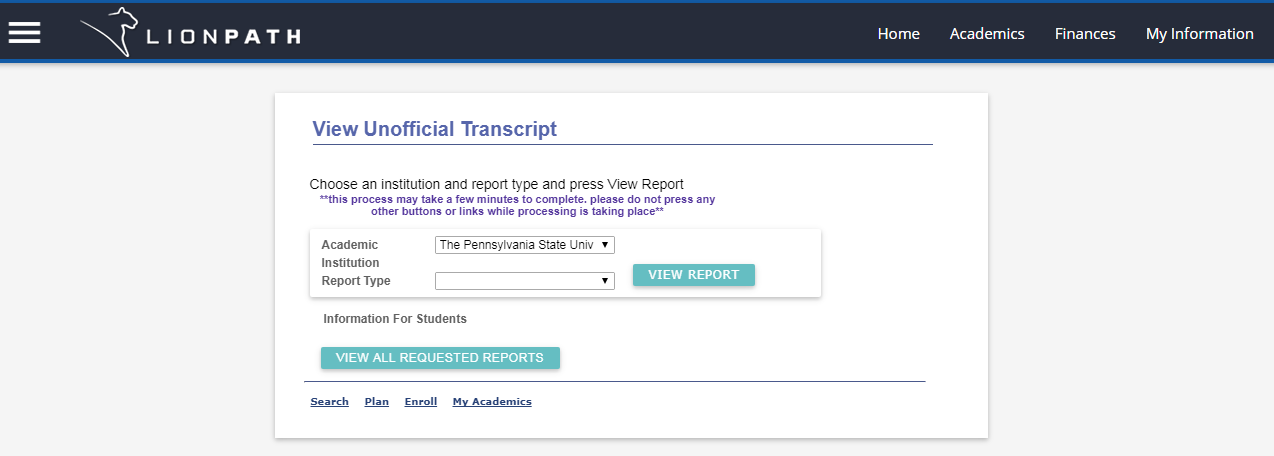 LIONPATH
Home Academics Finances My Information
View Unofficial Transcript
Choose an institution and report type and press View Report
**this process may take a few minutes to complete. please do not press any
other buttons or links while processing is taking place**
Academic The Pennsylvania State Univ
Institution
VIEW REPORT
Report Type
Information For Students
VIEW ALL REQUESTED REPORTS
Search Plan Enroll My Academics